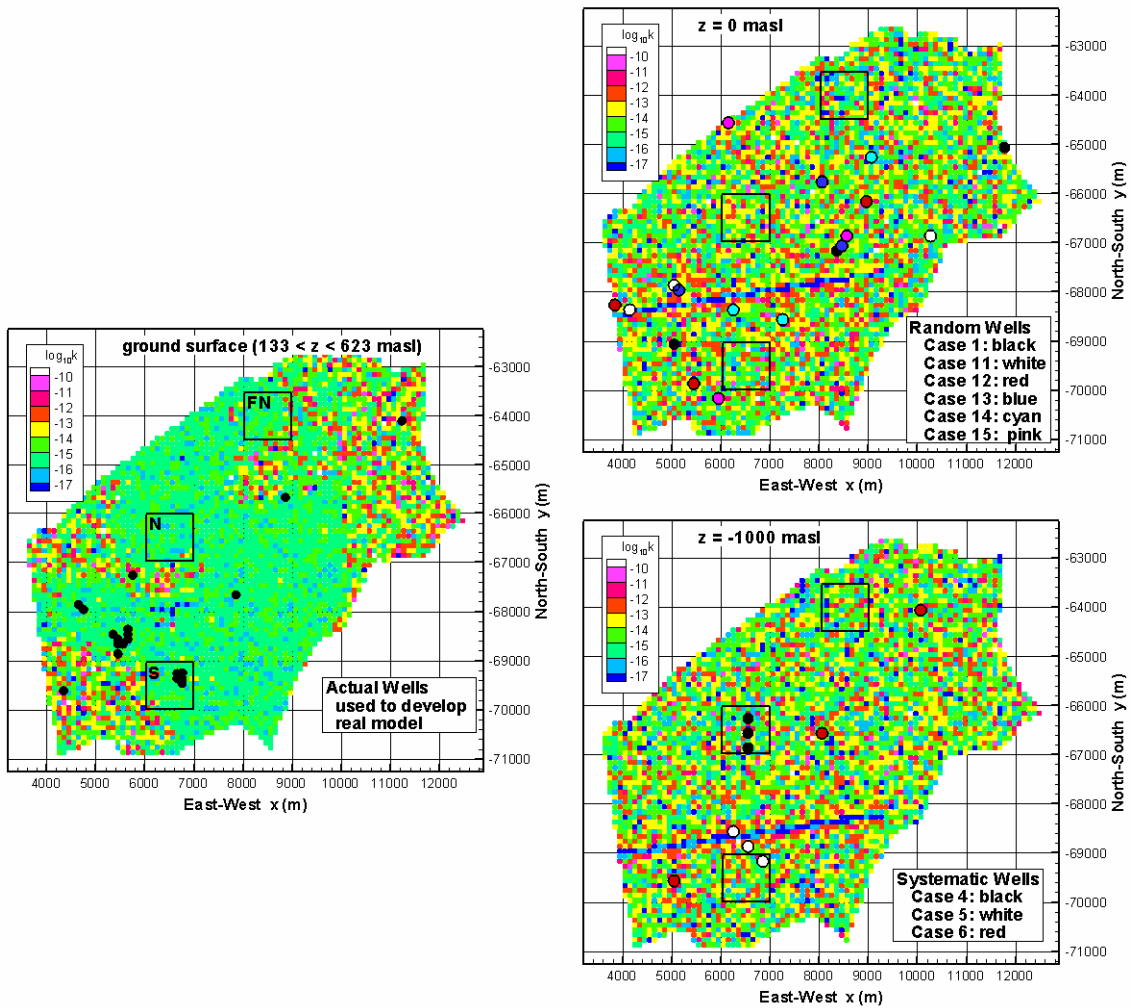 log10k
-10
-11
-12
-13
-14
-15
-16
-17
z = 0 masl
-63000
-64000
-65000
-66000
-67000
-68000
-69000
-70000
-71000
North-South y (m)
Random Wells
Case 1: black
Case 11: white
Case 12: red
Case 13: blue
Case 14: cyan
Case 15: pink
4000 5000 6000 7000 8000 9000 10000 11000 12000
East-West x (m)
log10k
-10
-11
-12
-13
-14
-15
-16
-17
ground surface (133 < z < 623 masl)
FN
N
S
-63000
-64000
-65000
-66000
-67000
-68000
-69000
-70000
-71000
North-South y (m)
Actual Wells
used to develop
real model
4000 5000 6000 7000 8000 9000 10000 11000 12000
East-West x (m)
log10k
-10
-11
-12
-13
-14
-15
-16
-17
z = -1000 masl
-63000
-64000
-65000
-66000
-67000
-68000
-69000
-70000
-71000
North-South y (m)
Systematic Wells
Case 4: black
Case 5: white
Case 6: red
4000 5000 6000 7000 8000 9000 10000 11000 12000
East-West x (m)